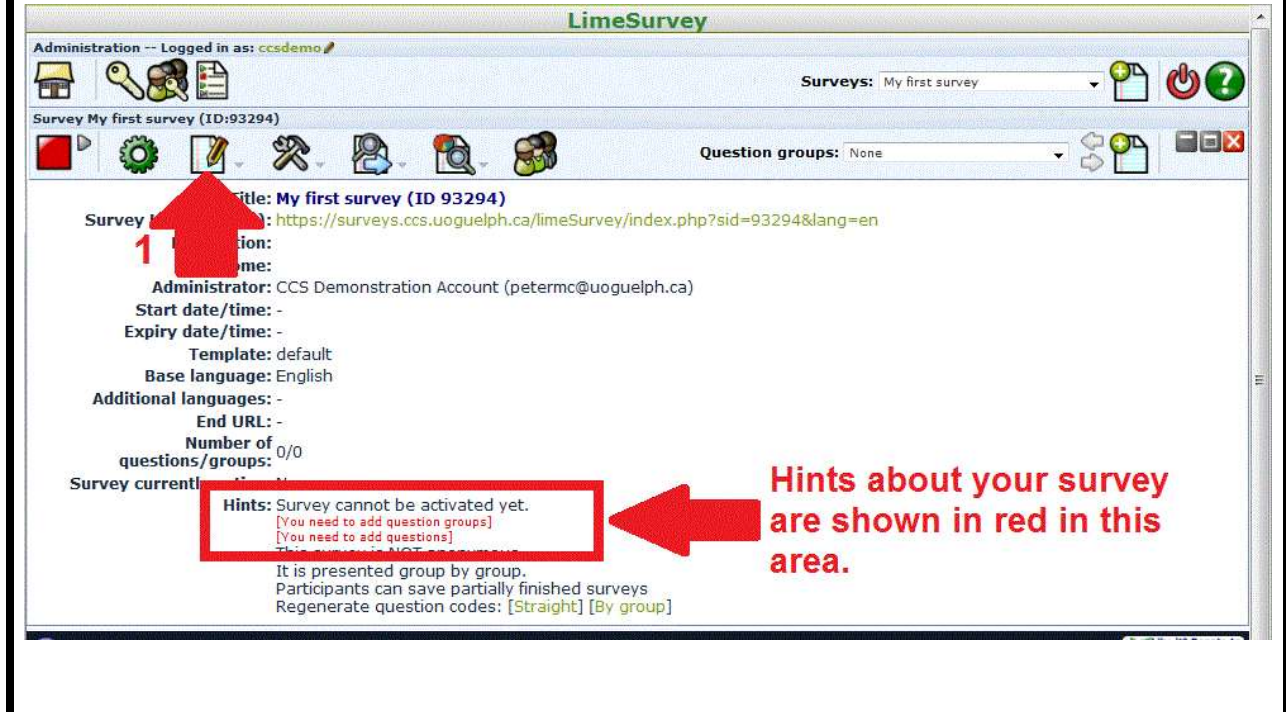 LimeSurvey
Administration -- Logged in as: ccsdemo
Surveys: My first survey
Survey My first survey (ID:93294)
Question groups: None
Title: My first survey (ID 93294)
Survey : https://surveys.ccs.uoguelph.ca/limeSurvey/index.php?sid=93294&lang=en
1
Administrator: CCS Demonstration Account (petermc@uoguelph.ca)
Start date/time: -
Expiry date/time: -
Template: default
Base language: English
Additional languages: -
End URL: -
Number of
questions/groups: 0/0
Survey currently
Hints: Survey cannot be activated yet.
[You need to add question groups]
[You need to add questions]
This survey is NOT anonymous.
It is presented group by group.
Participants can save partially finished surveys
Regenerate question codes: [Straight] [By group]
Hints about your survey
are shown in red in this
area.